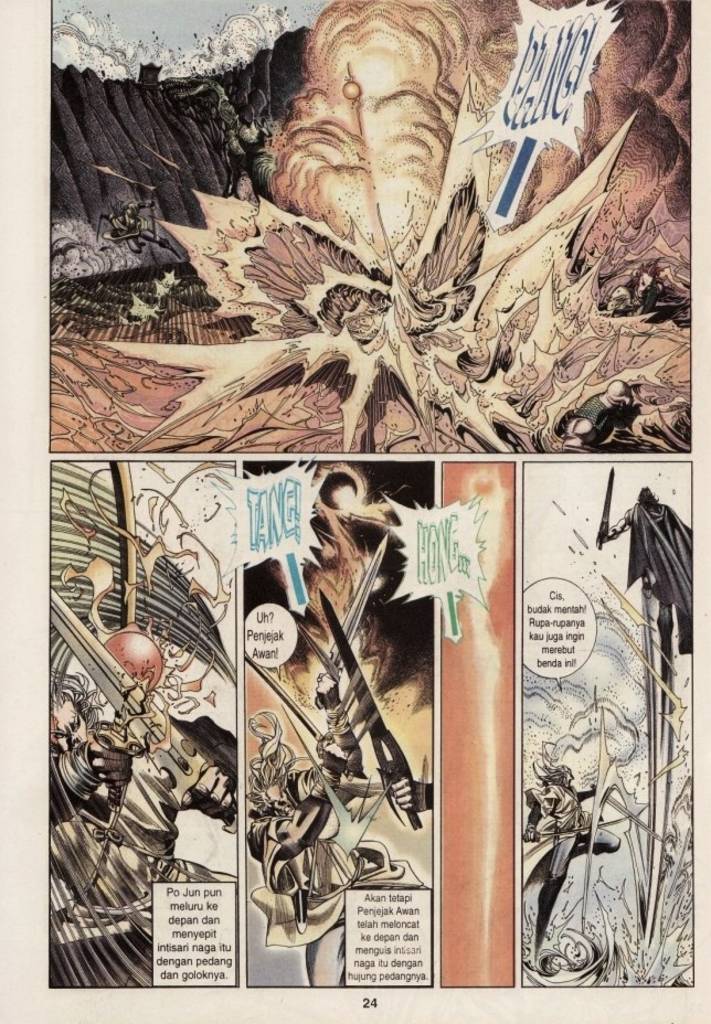 PANG!
TANG!
HONG...
Uh?
Penjejak
Awan!
Cis,
budak mentah!
Rupa-rupanya
kau juga ingin
merebut
benda ini!
Po Jun pun
meluru ke
depan dan
menyepit
intisari naga itu
dengan pedang
dan goloknya.
Akan tetapi
Penjejak Awan
telah meloncat
ke depan dan
menguis intisari
naga itu dengan
hujung pedangnya.
24